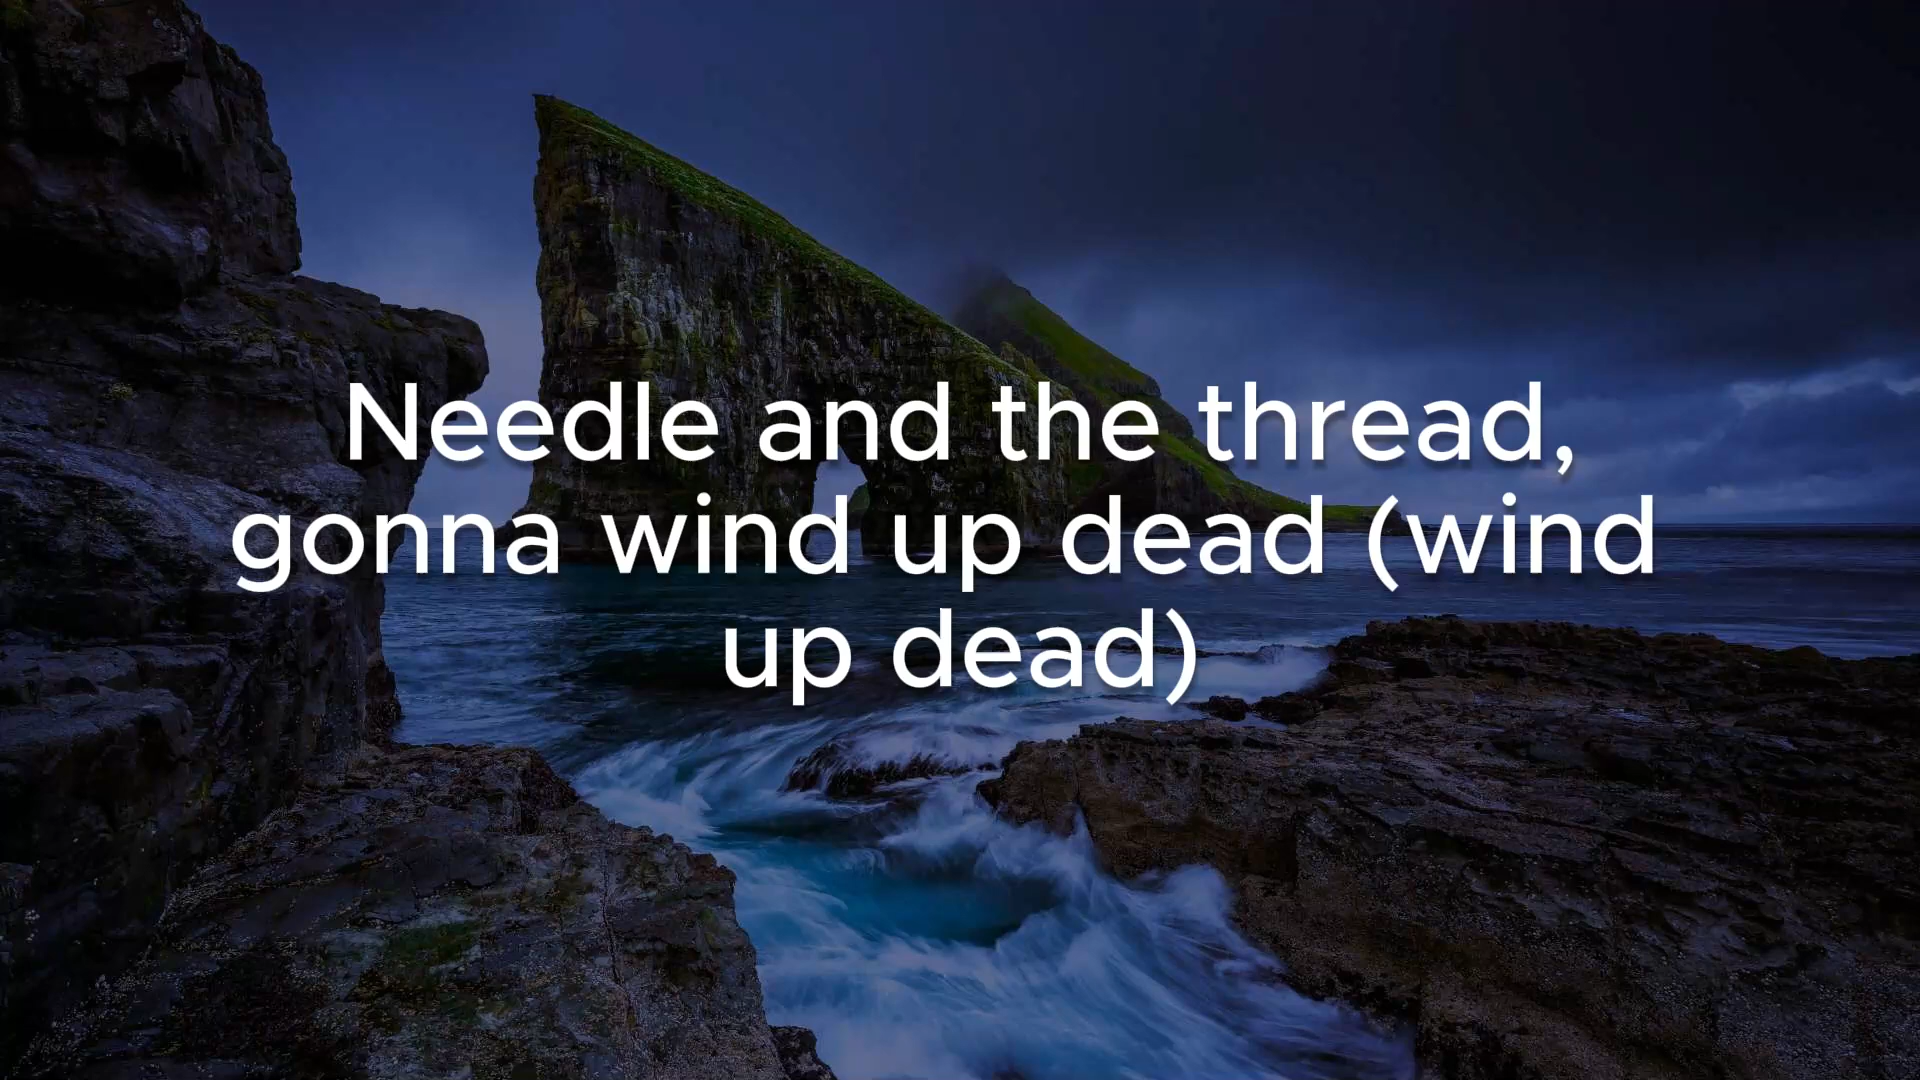 Needle and the thread,
gonna wind up dead (wind
up dead)